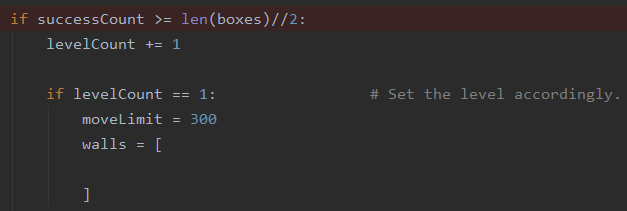 if successCount >= len(boxes)//2:
levelCount += 1
if levelCount == 1: # Set the level accordingly.
moveLimit = 300
walls = [
]